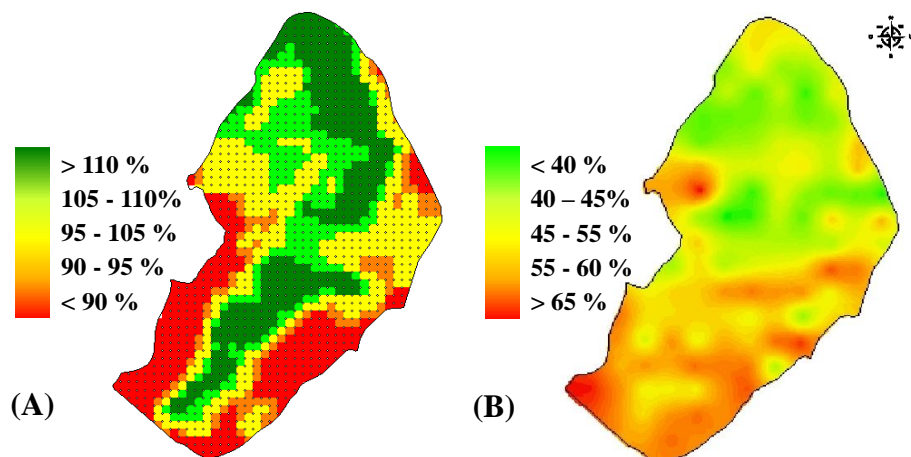 > 110 %
105 - 110%
95 - 105 %
90 - 95%
< 90 %
(A)
< 40 %
40 – 45%
45 - 55 %
55 - 60 %
> 65 %
(B)